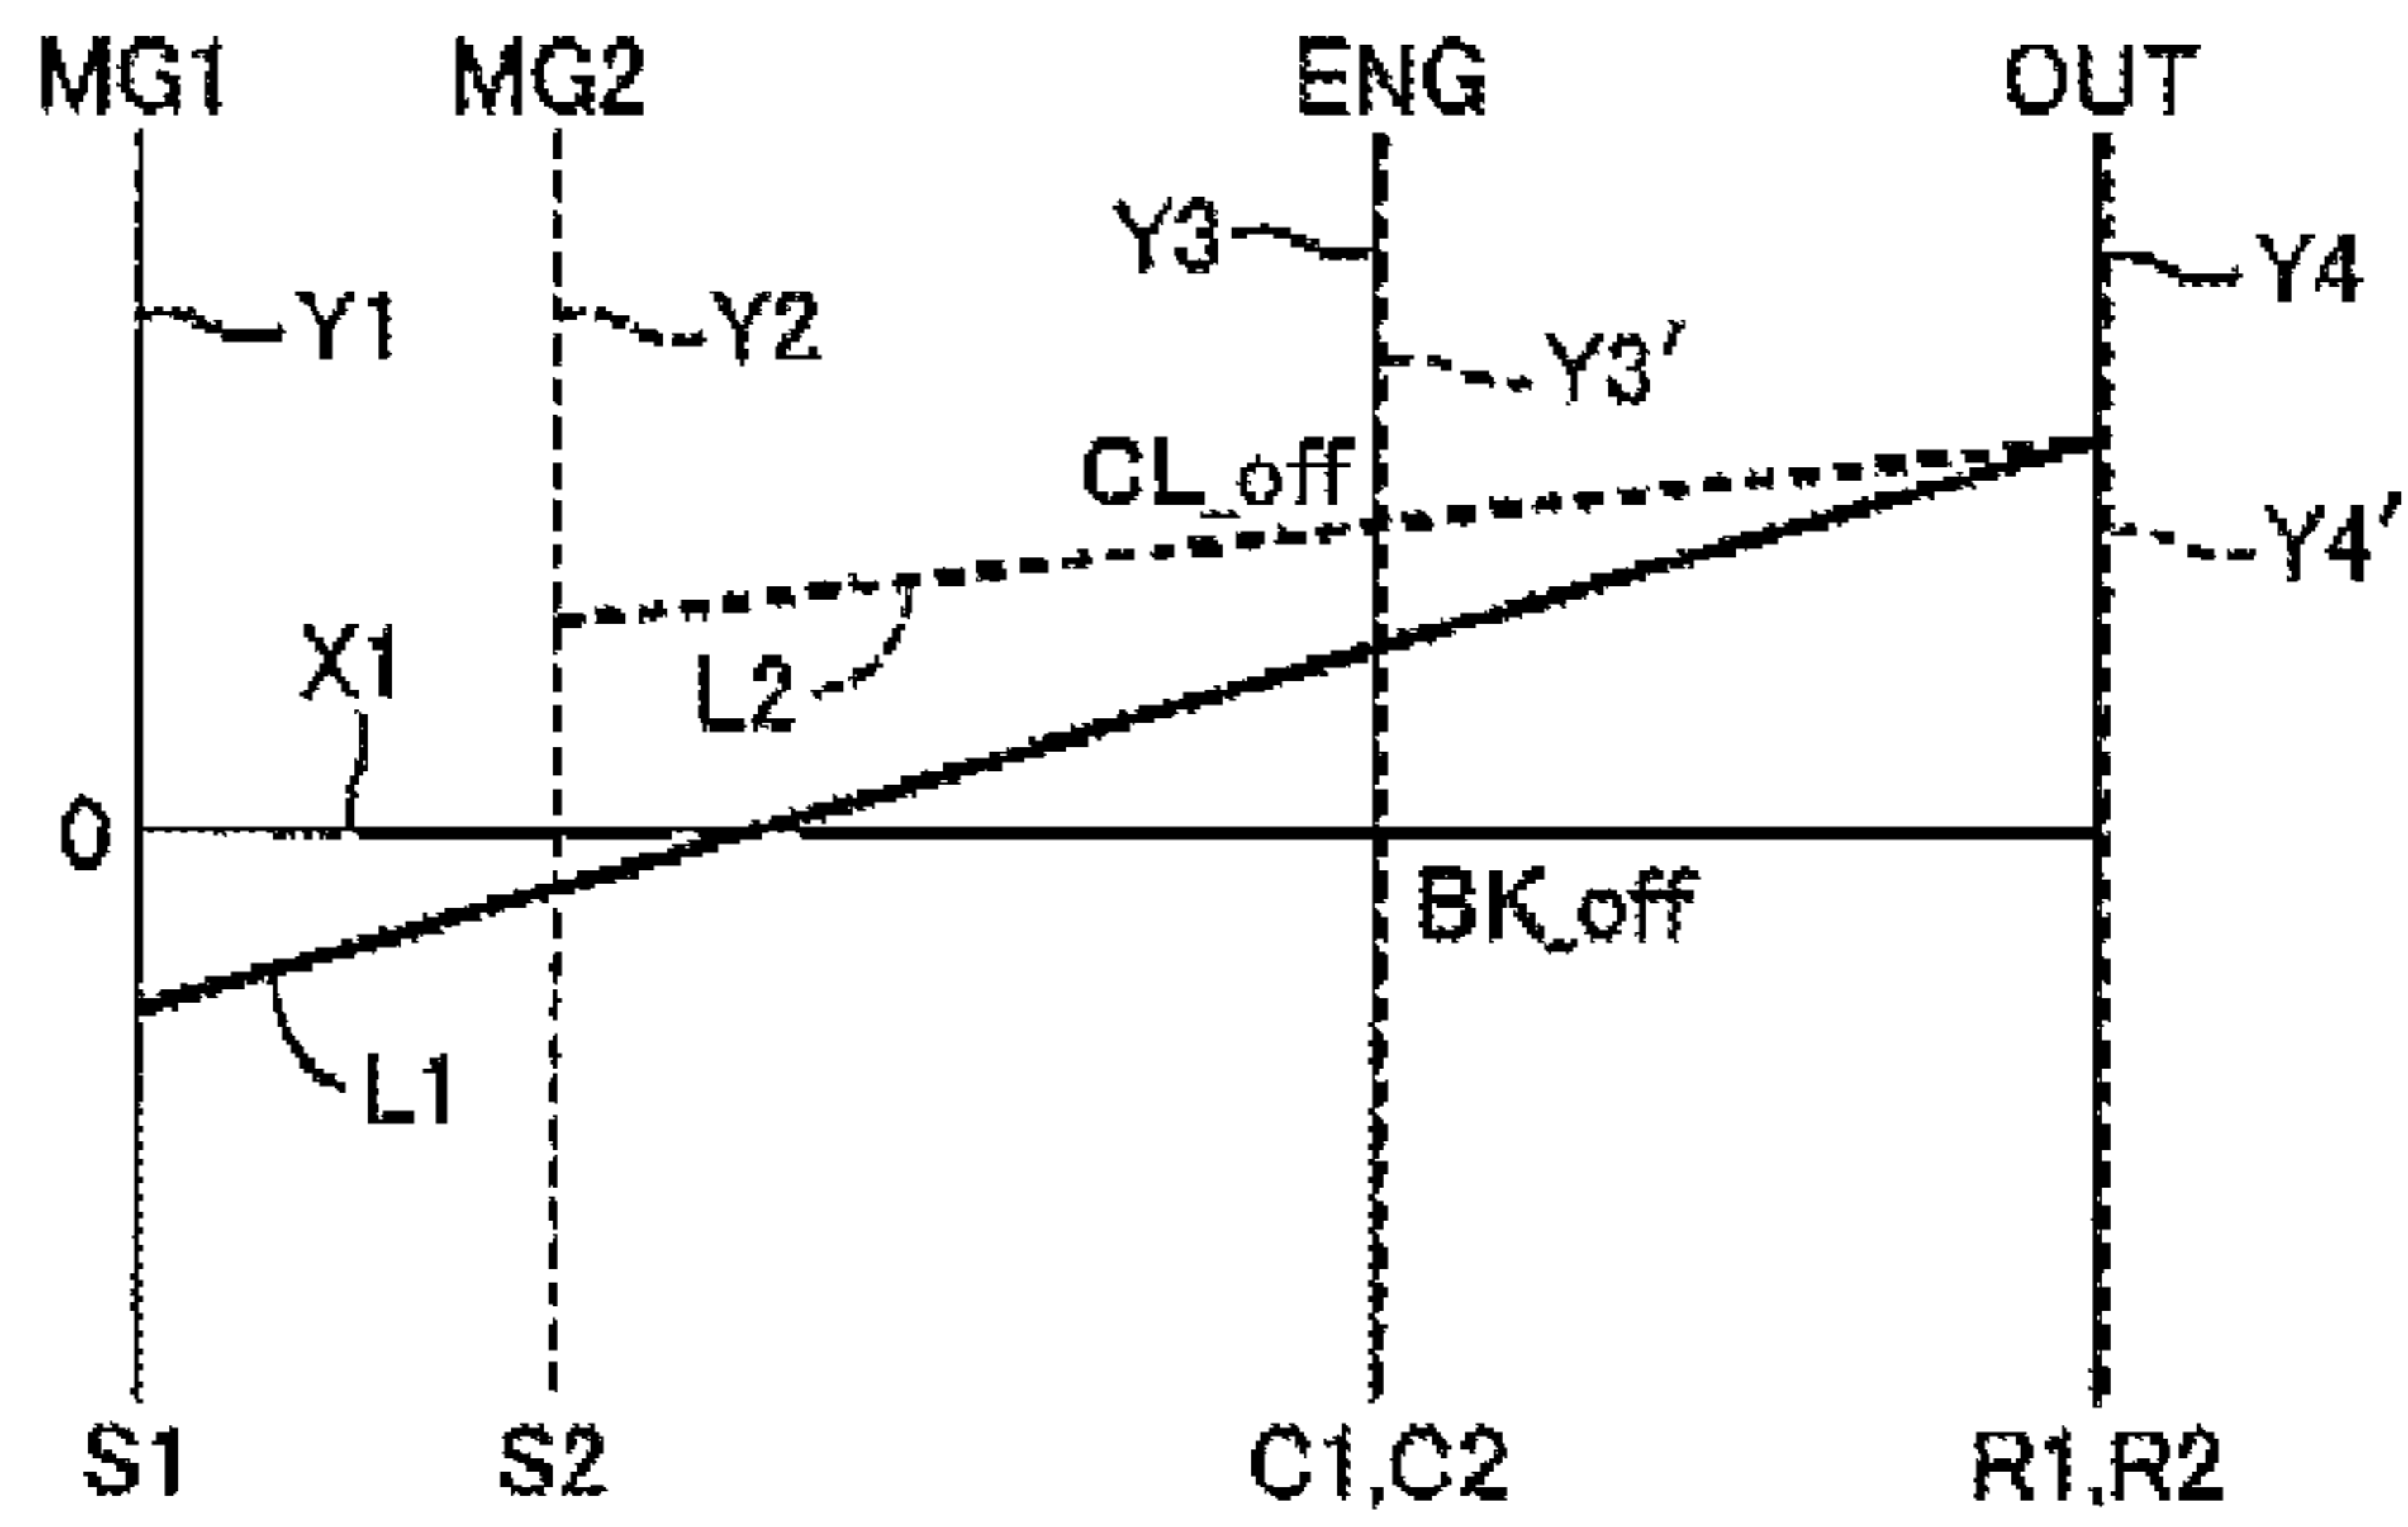 MG1 MG2 ENG OUT
Y3 Y4
Y1 Y2 Y3′
CL_off
Y4′
X1 L2
0
BK_off
L1
S1 S2 C1,C2 R1,R2